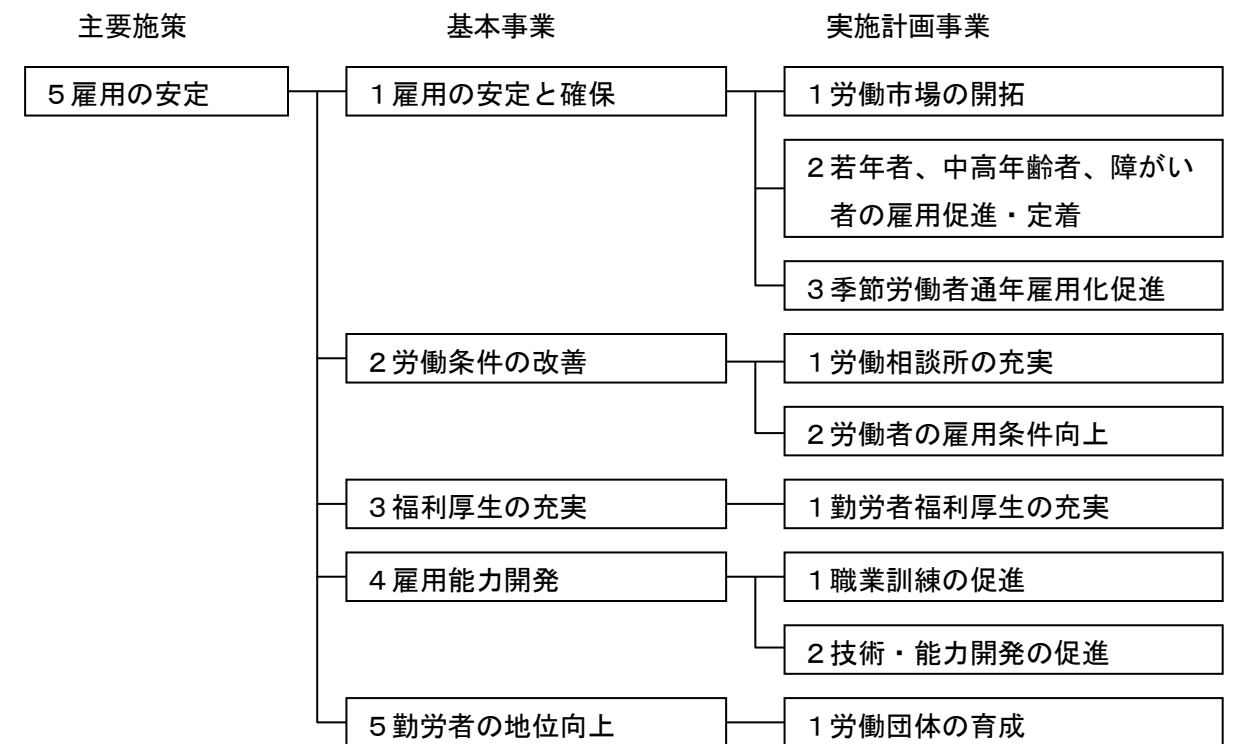 主要施策
基本事業
実施計画事業
５雇用の安定
１雇用の安定と確保
１労働市場の開拓
２若年者、中高年齢者、障がい
者の雇用促進・定着
３季節労働者通年雇用化促進
２労働条件の改善
１労働相談所の充実
２労働者の雇用条件向上
３福利厚生の充実
１勤労者福利厚生の充実
４雇用能力開発
１職業訓練の促進
２技術・能力開発の促進
５勤労者の地位向上
１労働団体の育成